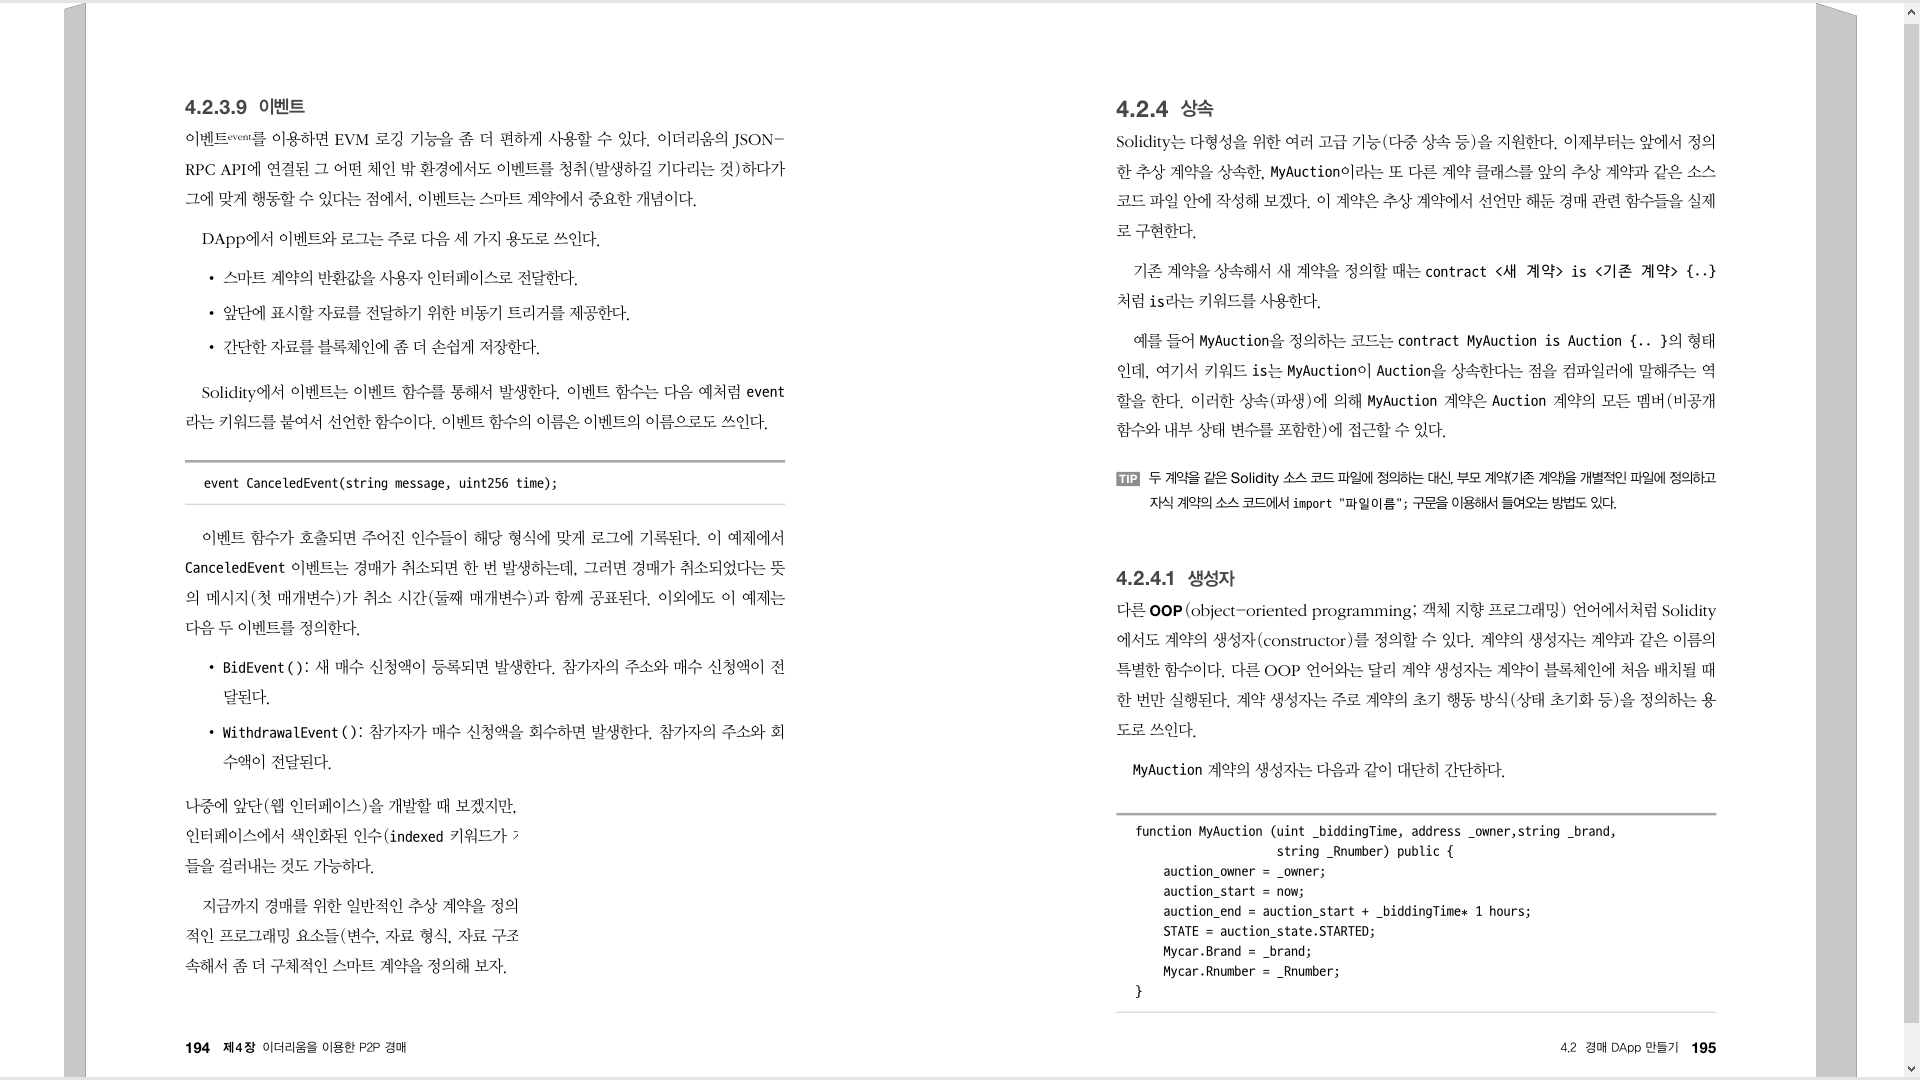 4.2.3.9 이벤트
이벤트event를 이용하면 EVM 로깅 기능을 좀 더 편하게 사용할 수 있다. 이더리움의 JSON-
RPC API에 연결된 그 어떤 체인 밖 환경에서도 이벤트를 청취(발생하길 기다리는 것)하다가
그에 맞게 행동할 수 있다는 점에서, 이벤트는 스마트 계약에서 중요한 개념이다.
DApp에서 이벤트와 로그는 주로 다음 세 가지 용도로 쓰인다.
• 스마트 계약의 반환값을 사용자 인터페이스로 전달한다.
• 앞단에 표시할 자료를 전달하기 위한 비동기 트리거를 제공한다.
• 간단한 자료를 블록체인에 좀 더 손쉽게 저장한다.
Solidity에서 이벤트는 이벤트 함수를 통해서 발생한다. 이벤트 함수는 다음 예처럼 event
라는 키워드를 붙여서 선언한 함수이다. 이벤트 함수의 이름은 이벤트의 이름으로도 쓰인다.
event CanceledEvent(string message, uint256 time);
이벤트 함수가 호출되면 주어진 인수들이 해당 형식에 맞게 로그에 기록된다. 이 예제에서
CanceledEvent 이벤트는 경매가 취소되면 한 번 발생하는데, 그러면 경매가 취소되었다는 뜻
의 메시지(첫 매개변수)가 취소 시간(둘째 매개변수)과 함께 공표된다. 이외에도 이 예제는
다음 두 이벤트를 정의한다.
• BidEvent(): 새 매수 신청액이 등록되면 발생한다. 참가자의 주소와 매수 신청액이 전
달된다.
• WithdrawalEvent(): 참가자가 매수 신청액을 회수하면 발생한다. 참가자의 주소와 회
수액이 전달된다.
나중에 앞단(웹 인터페이스)을 개발할 때 보겠지만,
인터페이스에서 색인화된 인수(indexed 키워드가
들을 걸러내는 것도 가능하다.
지금까지 경매를 위한 일반적인 추상 계약을 정의
적인 프로그래밍 요소들(변수, 자료 형식, 자료 구조
속해서 좀 더 구체적인 스마트 계약을 정의해 보자.
194 제4장 이더리움을 이용한 P2P 경매
4.2.4 상속
Solidity는 다형성을 위한 여러 고급 기능(다중 상속 등)을 지원한다. 이제부터는 앞에서 정의
한 추상 계약을 상속한, MyAuction이라는 또 다른 계약 클래스를 앞의 추상 계약과 같은 소스
코드 파일 안에 작성해 보겠다. 이 계약은 추상 계약에서 선언만 해둔 경매 관련 함수들을 실제
로 구현한다.
기존 계약을 상속해서 새 계약을 정의할 때는 contract <새 계약> is <기존 계약> {..}
처럼 is라는 키워드를 사용한다.
예를 들어 MyAuction을 정의하는 코드는 contract MyAuction is Auction {.. }의 형태
인데, 여기서 키워드 is는 MyAuction이 Auction을 상속한다는 점을 컴파일러에 말해주는 역
할을 한다. 이러한 상속(파생)에 의해 MyAuction 계약은 Auction 계약의 모든 멤버(비공개
함수와 내부 상태 변수를 포함한)에 접근할 수 있다.
TIP 두 계약을 같은 Solidity 소스 코드 파일에 정의하는 대신, 부모 계약(기존 계약)을 개별적인 파일에 정의하고
자식 계약의 소스 코드에서 import "파일이름"; 구문을 이용해서 들여오는 방법도 있다.
4.2.4.1 생성자
다른 OOP(object-oriented programming; 객체 지향 프로그래밍) 언어에서처럼 Solidity
에서도 계약의 생성자(constructor)를 정의할 수 있다. 계약의 생성자는 계약과 같은 이름의
특별한 함수이다. 다른 OOP 언어와는 달리 계약 생성자는 계약이 블록체인에 처음 배치될 때
한 번만 실행된다. 계약 생성자는 주로 계약의 초기 행동 방식(상태 초기화 등)을 정의하는 용
도로 쓰인다.
MyAuction 계약의 생성자는 다음과 같이 대단히 간단하다.
function MyAuction (uint _biddingTime, address _owner,string _brand,
string _Rnumber) public {
auction_owner = _owner;
auction_start = now;
auction_end = auction_start + _biddingTime* 1 hours;
STATE = auction_state.STARTED;
Mycar.Brand = _brand;
Mycar.Rnumber = _Rnumber;
}
4.2 경매 DApp 만들기 195